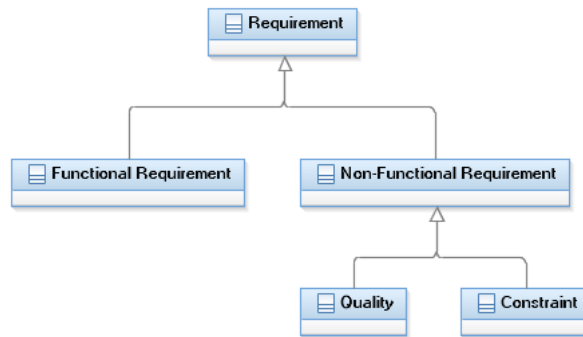 Requirement
Functional Requirement
Non-Functional Requirement
Quality
Constraint